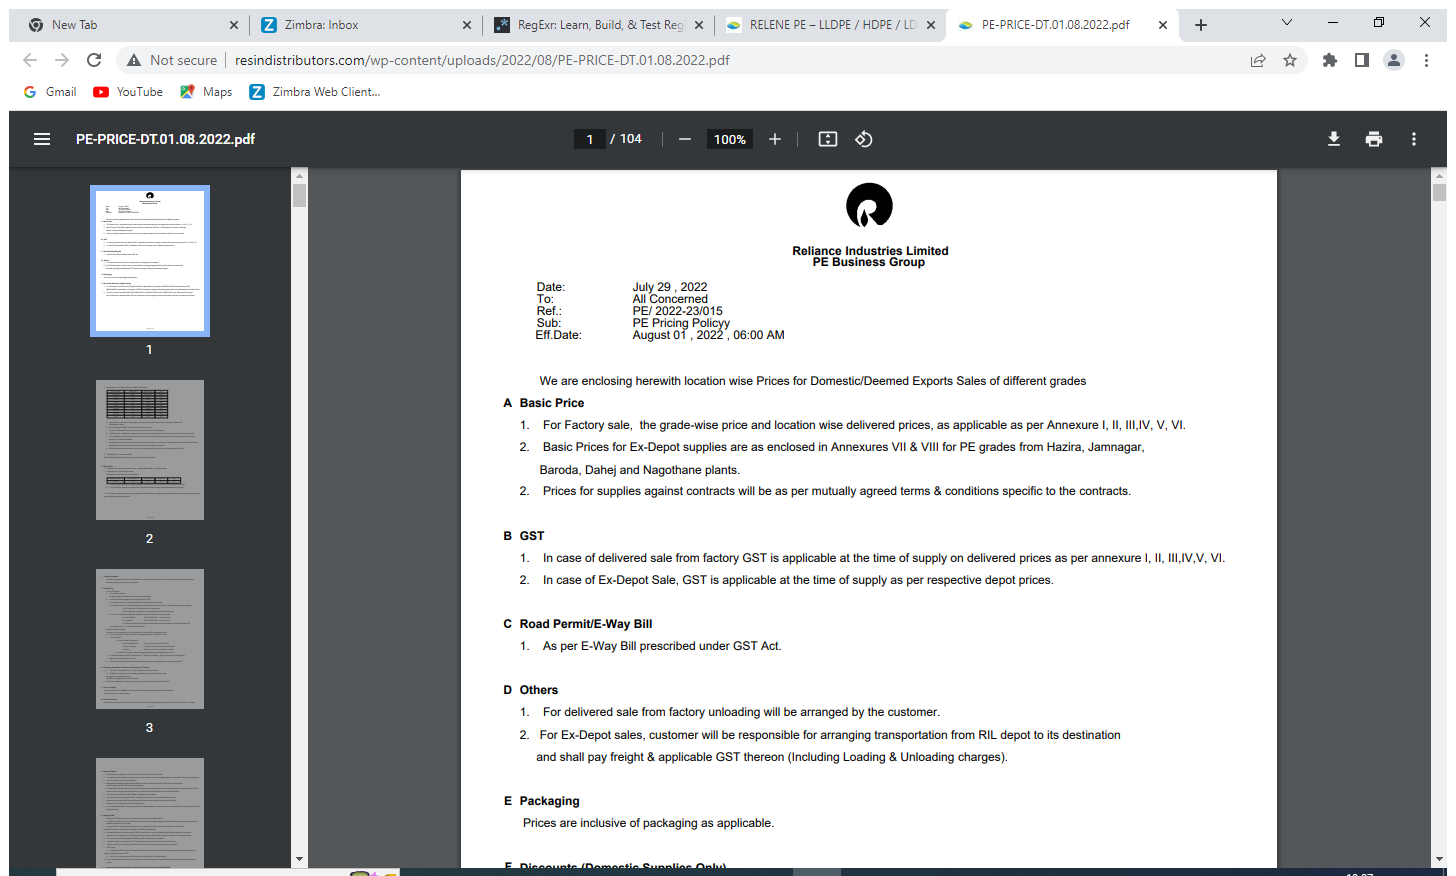 New Tab
Zimbra: Inbox
RegExr: Learn, Build, & Test Reg
RELENE PE – LLDPE / HDPE / LD
PE-PRICE-DT.01.08.2022.pdf
Not secure
resindistributors.com/wp-content/uploads/2022/08/PE-PRICE-DT.01.08.2022.pdf
Gmail
YouTube
Maps
Zimbra Web Client...
PE-PRICE-DT.01.08.2022.pdf
1 / 104
100%
1
2
3
Reliance Industries Limited
PE Business Group
Date: July 29 , 2022
To: All Concerned
Ref.: PE/ 2022-23/015
Sub: PE Pricing Policyy
Eff.Date: August 01 , 2022 , 06:00 AM
We are enclosing herewith location wise Prices for Domestic/Deemed Exports Sales of different grades
A Basic Price
1. For Factory sale, the grade-wise price and location wise delivered prices, as applicable as per Annexure I, II, III,IV, V, VI.
2. Basic Prices for Ex-Depot supplies are as enclosed in Annexures VII & VIII for PE grades from Hazira, Jamnagar,
Baroda, Dahej and Nagothane plants.
2. Prices for supplies against contracts will be as per mutually agreed terms & conditions specific to the contracts.
B GST
1. In case of delivered sale from factory GST is applicable at the time of supply on delivered prices as per annexure I, II, III,IV,V, VI.
2. In case of Ex-Depot Sale, GST is applicable at the time of supply as per respective depot prices.
C Road Permit/E-Way Bill
1. As per E-Way Bill prescribed under GST Act.
D Others
1. For delivered sale from factory unloading will be arranged by the customer.
2. For Ex-Depot sales, customer will be responsible for arranging transportation from RIL depot to its destination
and shall pay freight & applicable GST thereon (Including Loading & Unloading charges).
E Packaging
Prices are inclusive of packaging as applicable.
F Discounts (Domestic Supplies Only)